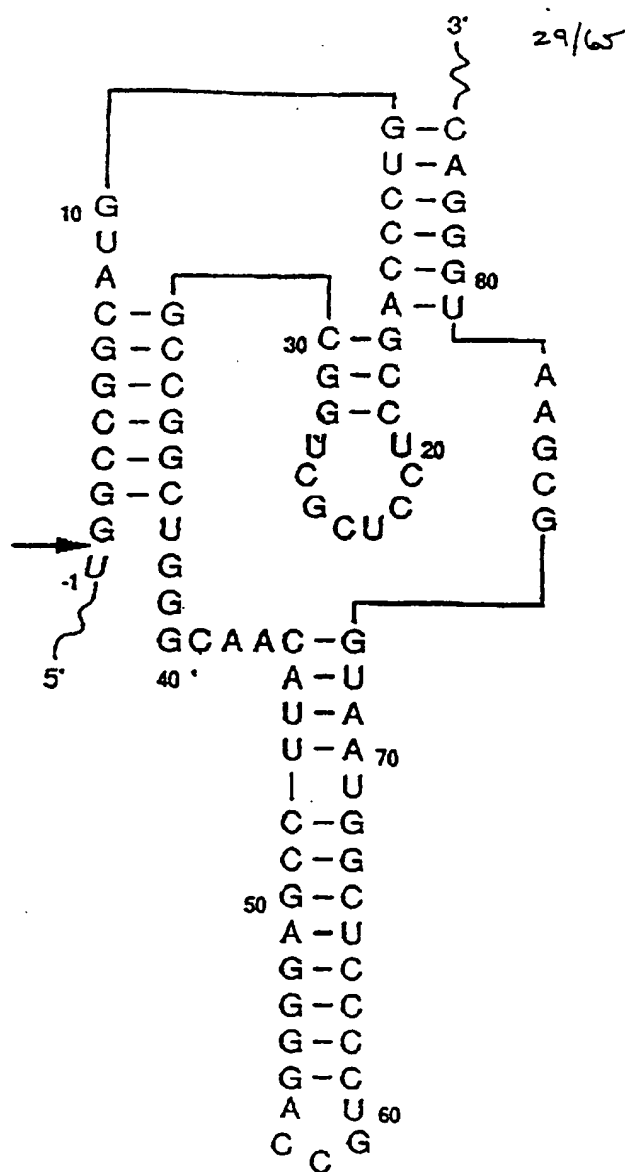 3' 29/65
G – C
U – A
10 G C – G
U C – G
A C – G 80
C – G A – U
G – C 30 C – G
G – C G – C A
C – G G – C A
C – G U U 20 G
G – C C C C
G U G C U C G
-1 U G
G
5' G C A A C – G
40 A – U
U – A
U – A 70
U
C – G
C – G
50 G – C
A – U
G – C
G – C
G – C
G – C
A U 60
C C G